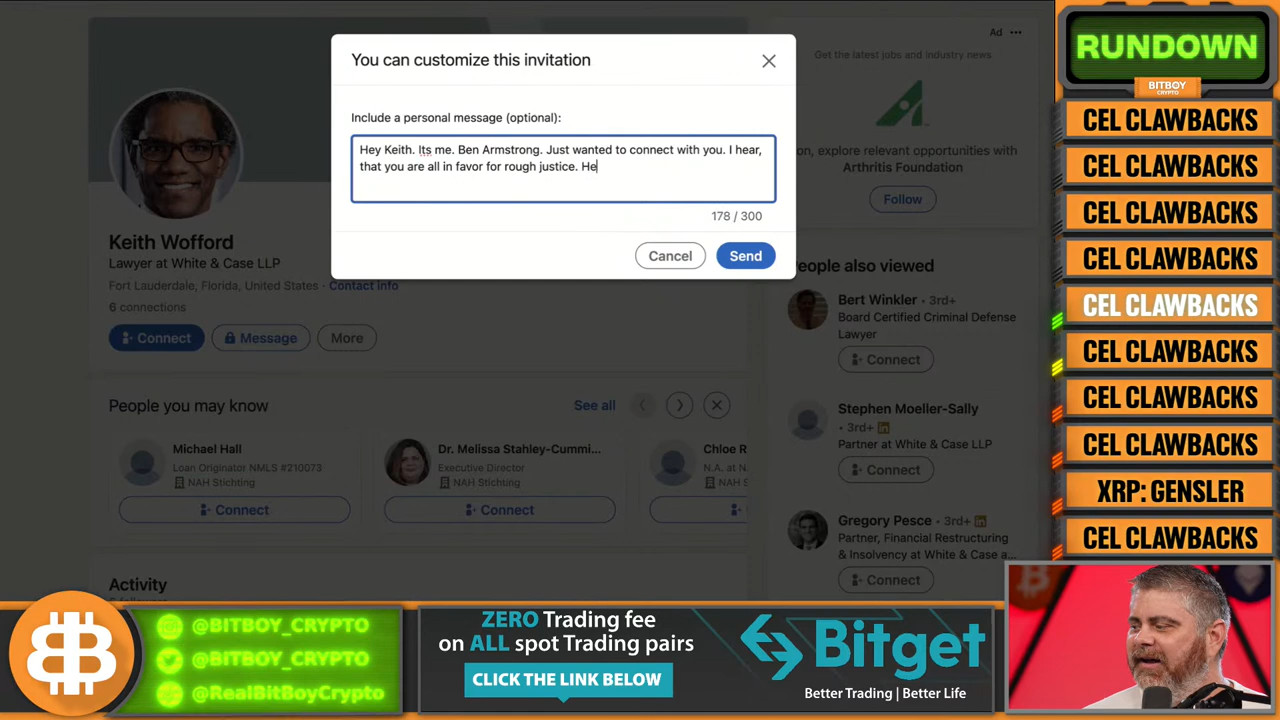 You can customize this invitation
Include a personal message (optional):
Hey Keith. Its me. Ben Armstrong. Just wanted to connect with you. I hear,
that you are all in favor for rough justice. He
178 / 300
Cancel
Send
Keith Wofford
Lawyer at White & Case LLP
Fort Lauderdale, Florida, United States · Contact info
6 connections
Connect
Message
More
People you may know
See all
Michael Hall
Loan Originator NMLS #210073
NAH Stichting
Connect
Dr. Melissa Stahley-Cummi...
Executive Director
NAH Stichting
Connect
Chloe R
N.A. at N
NAH S
Connect
Activity
Ad
Get the latest jobs and industry news
, explore relevant opportunities with
Arthritis Foundation
Follow
People also viewed
Bert Winkler • 3rd+
Board Certified Criminal Defense
Lawyer
Connect
Stephen Moeller-Sally
• 3rd+ in
Partner at White & Case LLP
Connect
Gregory Pesce • 3rd+ in
Partner, Financial Restructuring
& Insolvency at White & Case a...
Connect
RUNDOWN
BITBOY
CRYPTO
CEL CLAWBACKS
CEL CLAWBACKS
CEL CLAWBACKS
CEL CLAWBACKS
CEL CLAWBACKS
CEL CLAWBACKS
CEL CLAWBACKS
CEL CLAWBACKS
XRP: GENSLER
CEL CLAWBACKS
@BITBOY_CRYPTO
@BITBOY_CRYPTO
@RealBitBoyCrypto
ZERO Trading fee
on ALL spot Trading pairs
CLICK THE LINK BELOW
Bitget
Better Trading | Better Life